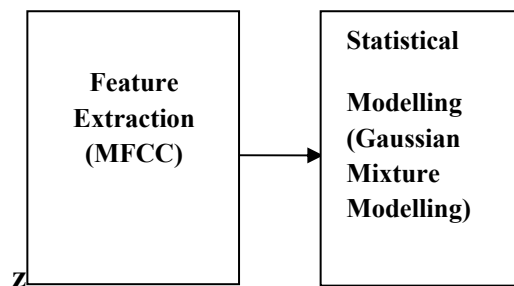 Feature
Extraction
(MFCC)
Statistical
Modelling
(Gaussian
Mixture
Modelling)
z